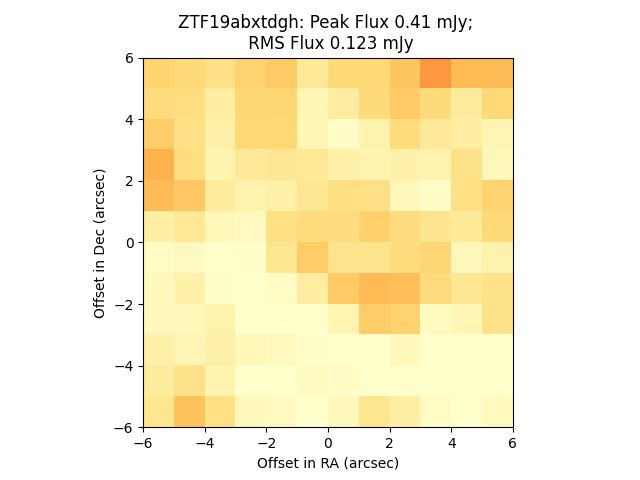 ZTF19abxtdgh: Peak Flux 0.41 mJy;
RMS Flux 0.123 mJy
6
4
2
0
−2
−4
−6
Offset in Dec (arcsec)
−6 −4 −2 0 2 4 6
Offset in RA (arcsec)